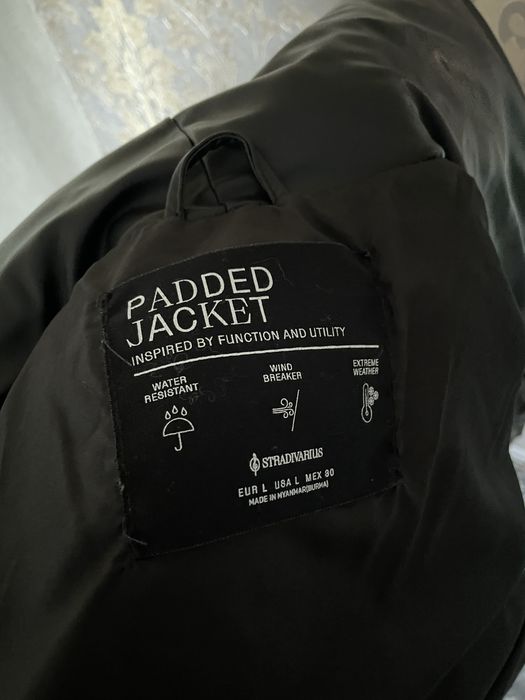 PADDED
JACKET
INSPIRED BY FUNCTION AND UTILITY
WATER
RESISTANT
WIND
BREAKER
EXTREME
WEATHER
STRADIVARIUS
EUR L USA L MEX 30
MADE IN MYANMAR(BURMA)